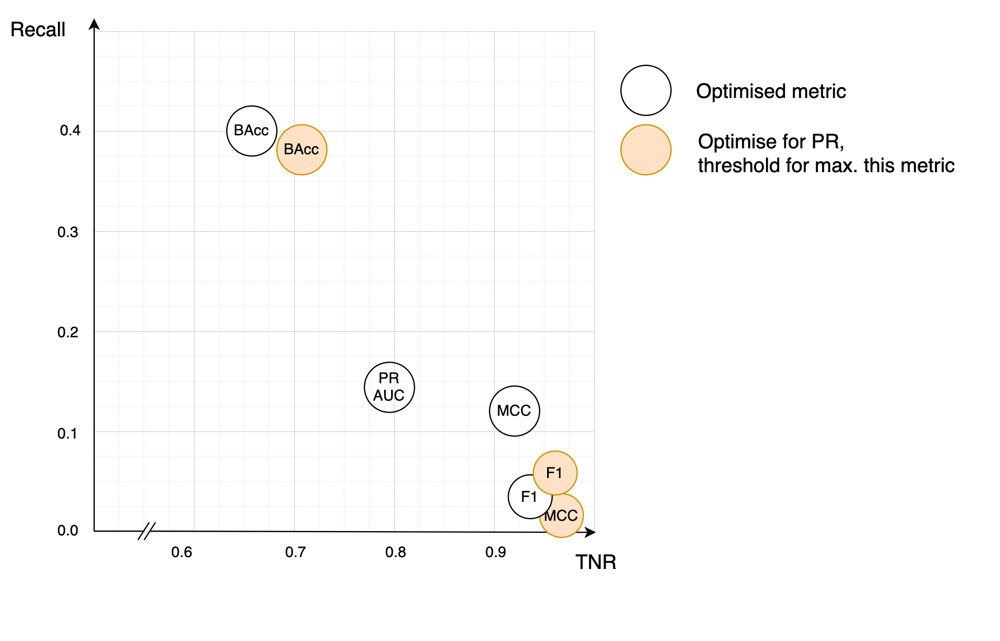 Recall
Optimised metric
Optimise for PR,
threshold for max. this metric
0.4
BAcc
BAcc
0.3
0.2
PR
AUC
MCC
0.1
F1
F1
MCC
0.0
0.6
0.7
0.8
0.9
TNR